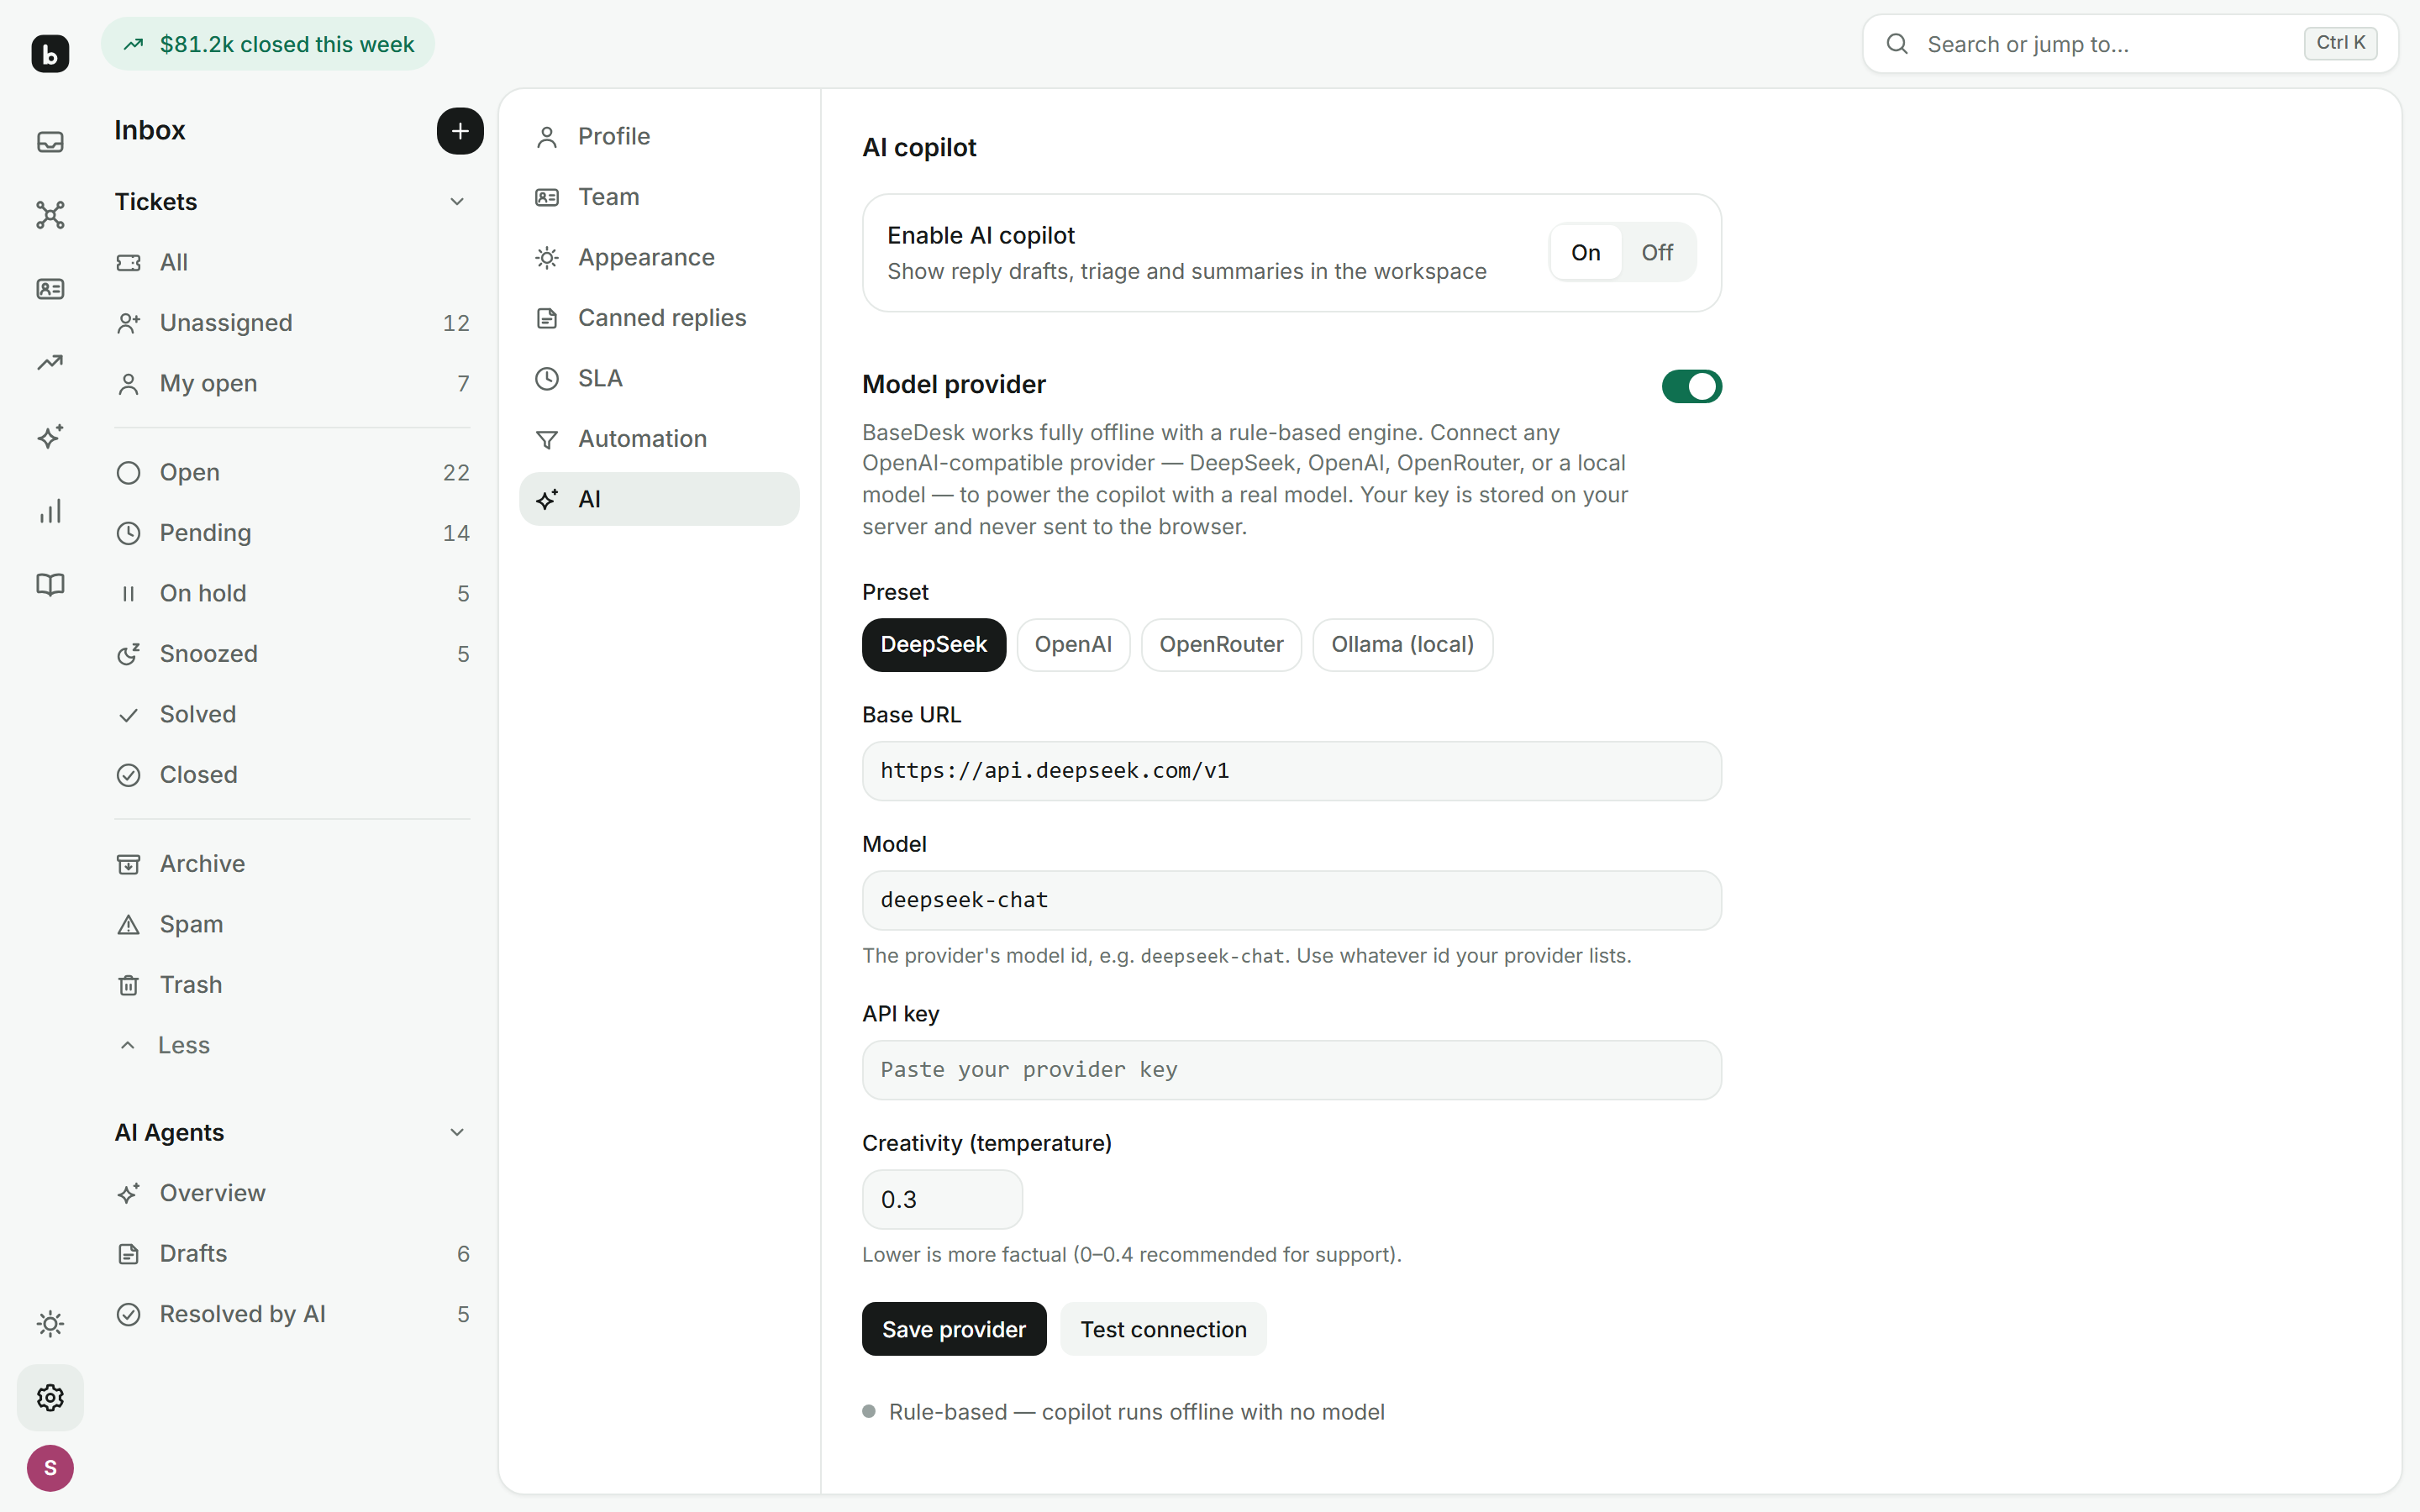 b
$81.2k closed this week
Search or jump to...
Ctrl K
Inbox
Tickets
All
Unassigned 12
My open 7
Open 22
Pending 14
On hold 5
Snoozed 5
Solved
Closed
Archive
Spam
Trash
Less
AI Agents
Overview
Drafts 6
Resolved by AI 5
S
Profile
Team
Appearance
Canned replies
SLA
Automation
AI
AI copilot
Enable AI copilot
Show reply drafts, triage and summaries in the workspace
On Off
Model provider
BaseDesk works fully offline with a rule-based engine. Connect any
OpenAI-compatible provider — DeepSeek, OpenAI, OpenRouter, or a local
model — to power the copilot with a real model. Your key is stored on your
server and never sent to the browser.
Preset
DeepSeek OpenAI OpenRouter Ollama (local)
Base URL
https://api.deepseek.com/v1
Model
deepseek-chat
The provider's model id, e.g. deepseek-chat. Use whatever id your provider lists.
API key
Paste your provider key
Creativity (temperature)
0.3
Lower is more factual (0–0.4 recommended for support).
Save provider Test connection
Rule-based — copilot runs offline with no model